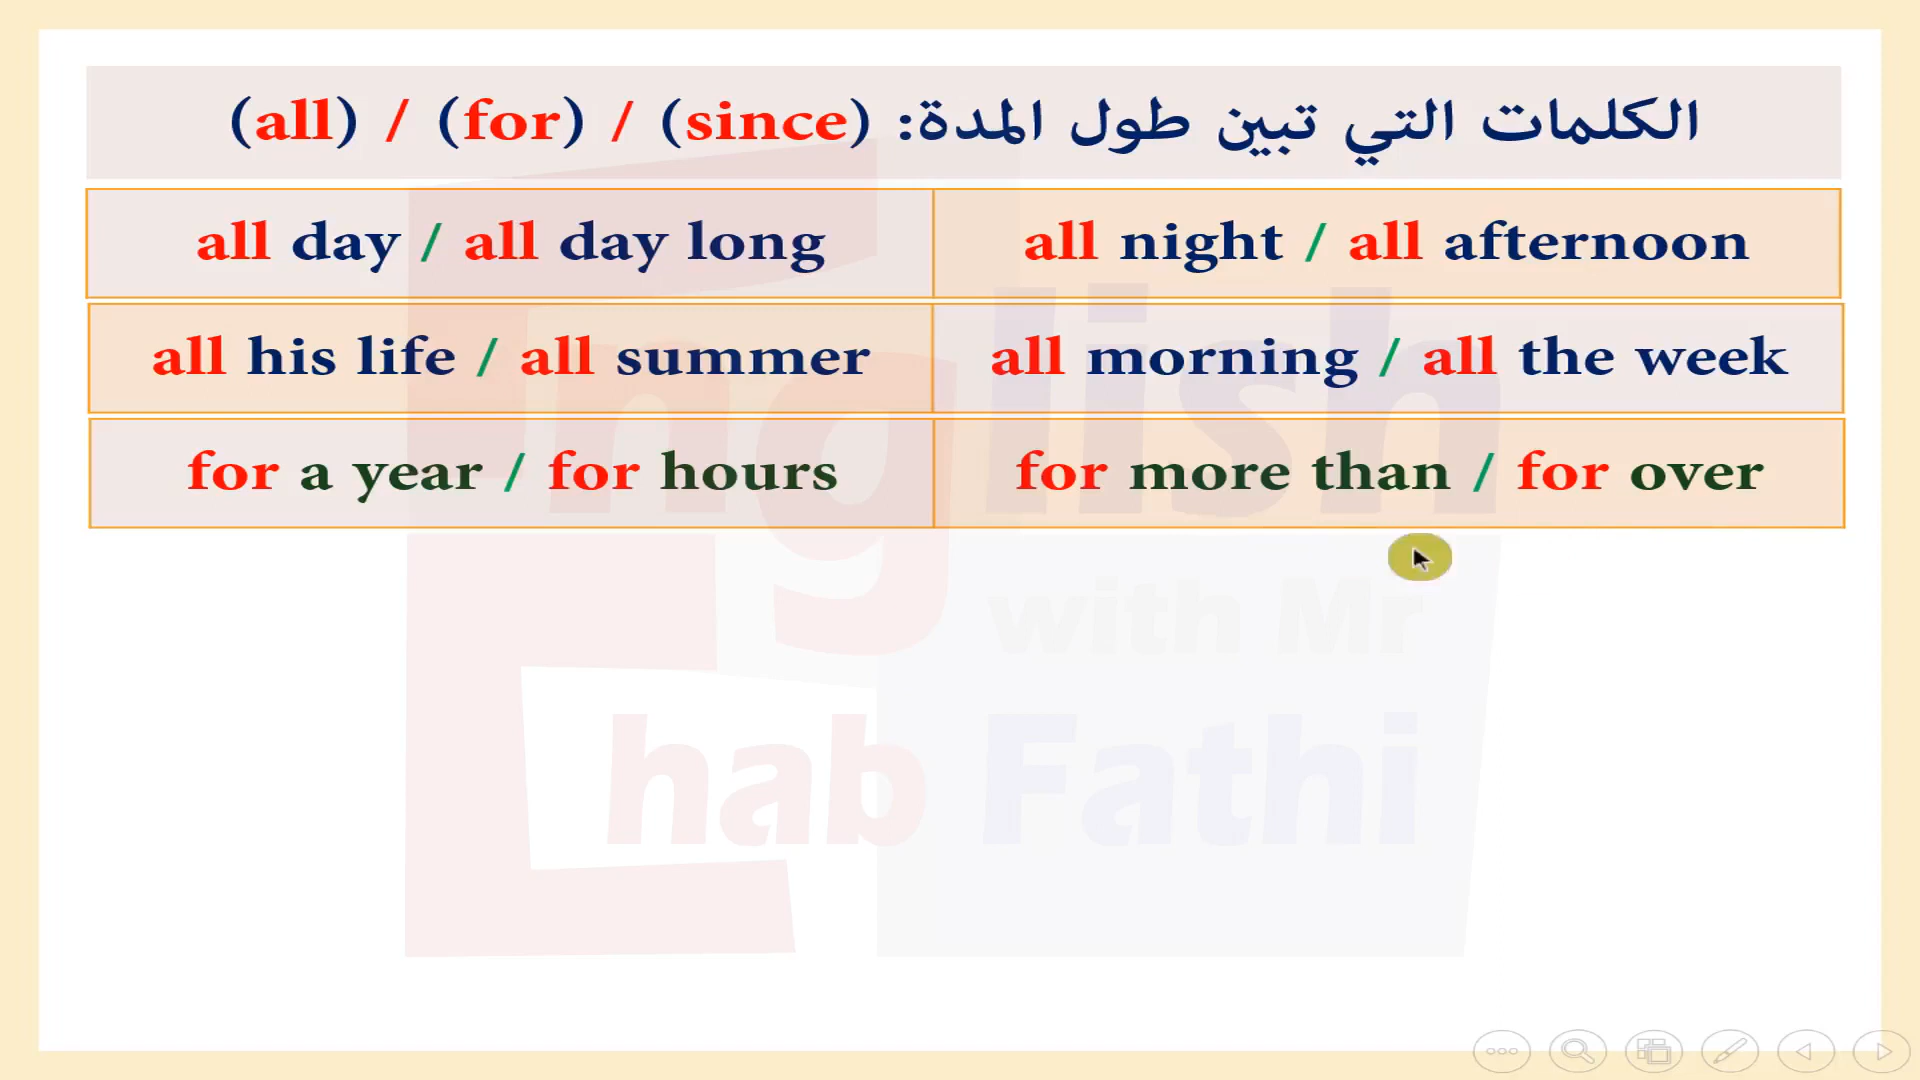 الكلمات التي تبين طول المدة: (since) / (for) / (all)
all day / all day long
all night / all afternoon
all his life / all summer
all morning / all the week
for a year / for hours
for more than / for over
English
with Mr
Ehab Fathi